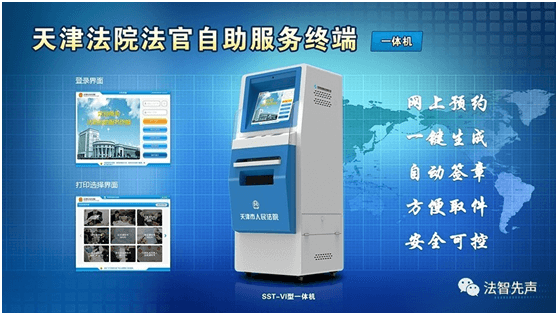 天津法院法官自助服务终端
一体机
登录界面
打印选择界面
天津市人民法院
SST-VI型一体机
网上预约
一键生成
自动签章
方便取件
安全可控
法智先声